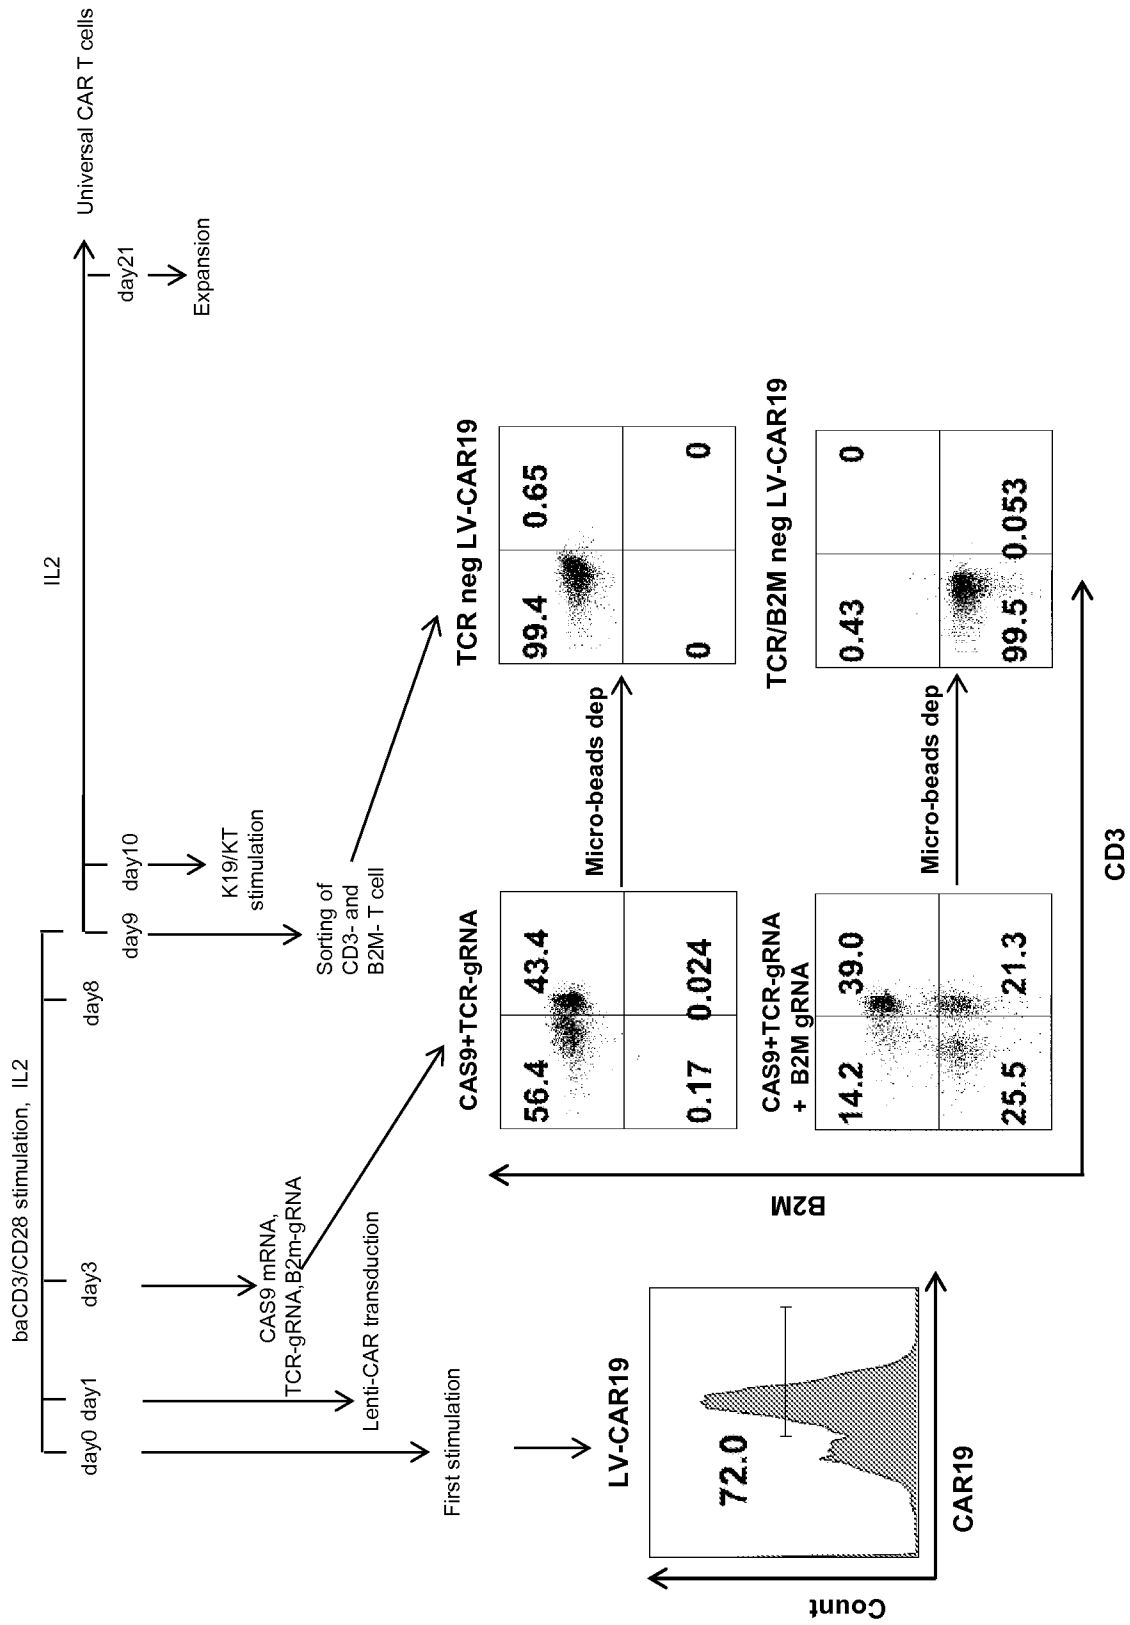 baCD3/CD28 stimulation, IL2
IL2
day0
day1
day3
day8
day9
day10
day21
Universal CAR T cells
First stimulation
Lenti-CAR transduction
CAS9 mRNA,
TCR-gRNA,B2m-gRNA
Sorting of
CD3- and
B2M- T cell
K19/KT
stimulation
Expansion
LV-CAR19
72.0
Count
CAR19
CAS9+TCR-gRNA
56.4
43.4
0.17
0.024
Micro-beads dep
TCR neg LV-CAR19
99.4
0.65
0
0
CAS9+TCR-gRNA
+ B2M gRNA
14.2
39.0
25.5
21.3
Micro-beads dep
TCR/B2M neg LV-CAR19
0.43
0
99.5
0.053
B2M
CD3